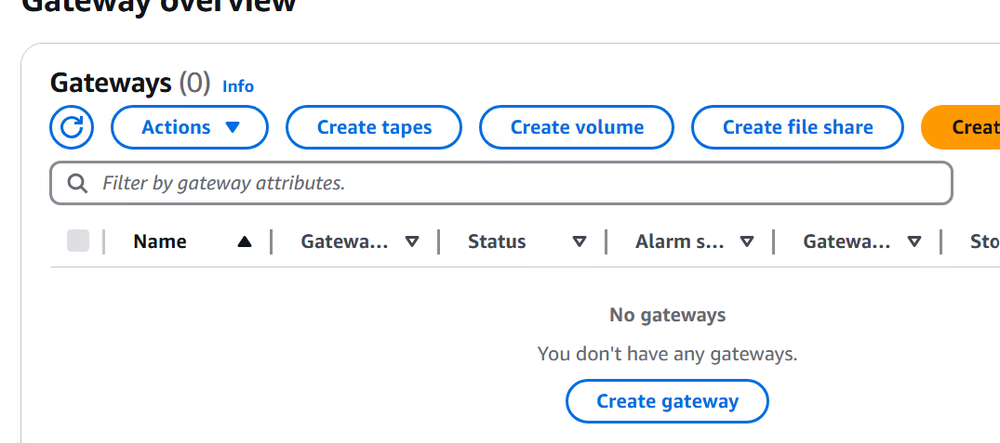 Gateway overview
Gateways (0) Info
Actions Create tapes Create volume Create file share Creat
Filter by gateway attributes.
Name Gatewa... Status Alarm s... Gatewa... Sto
No gateways
You don't have any gateways.
Create gateway